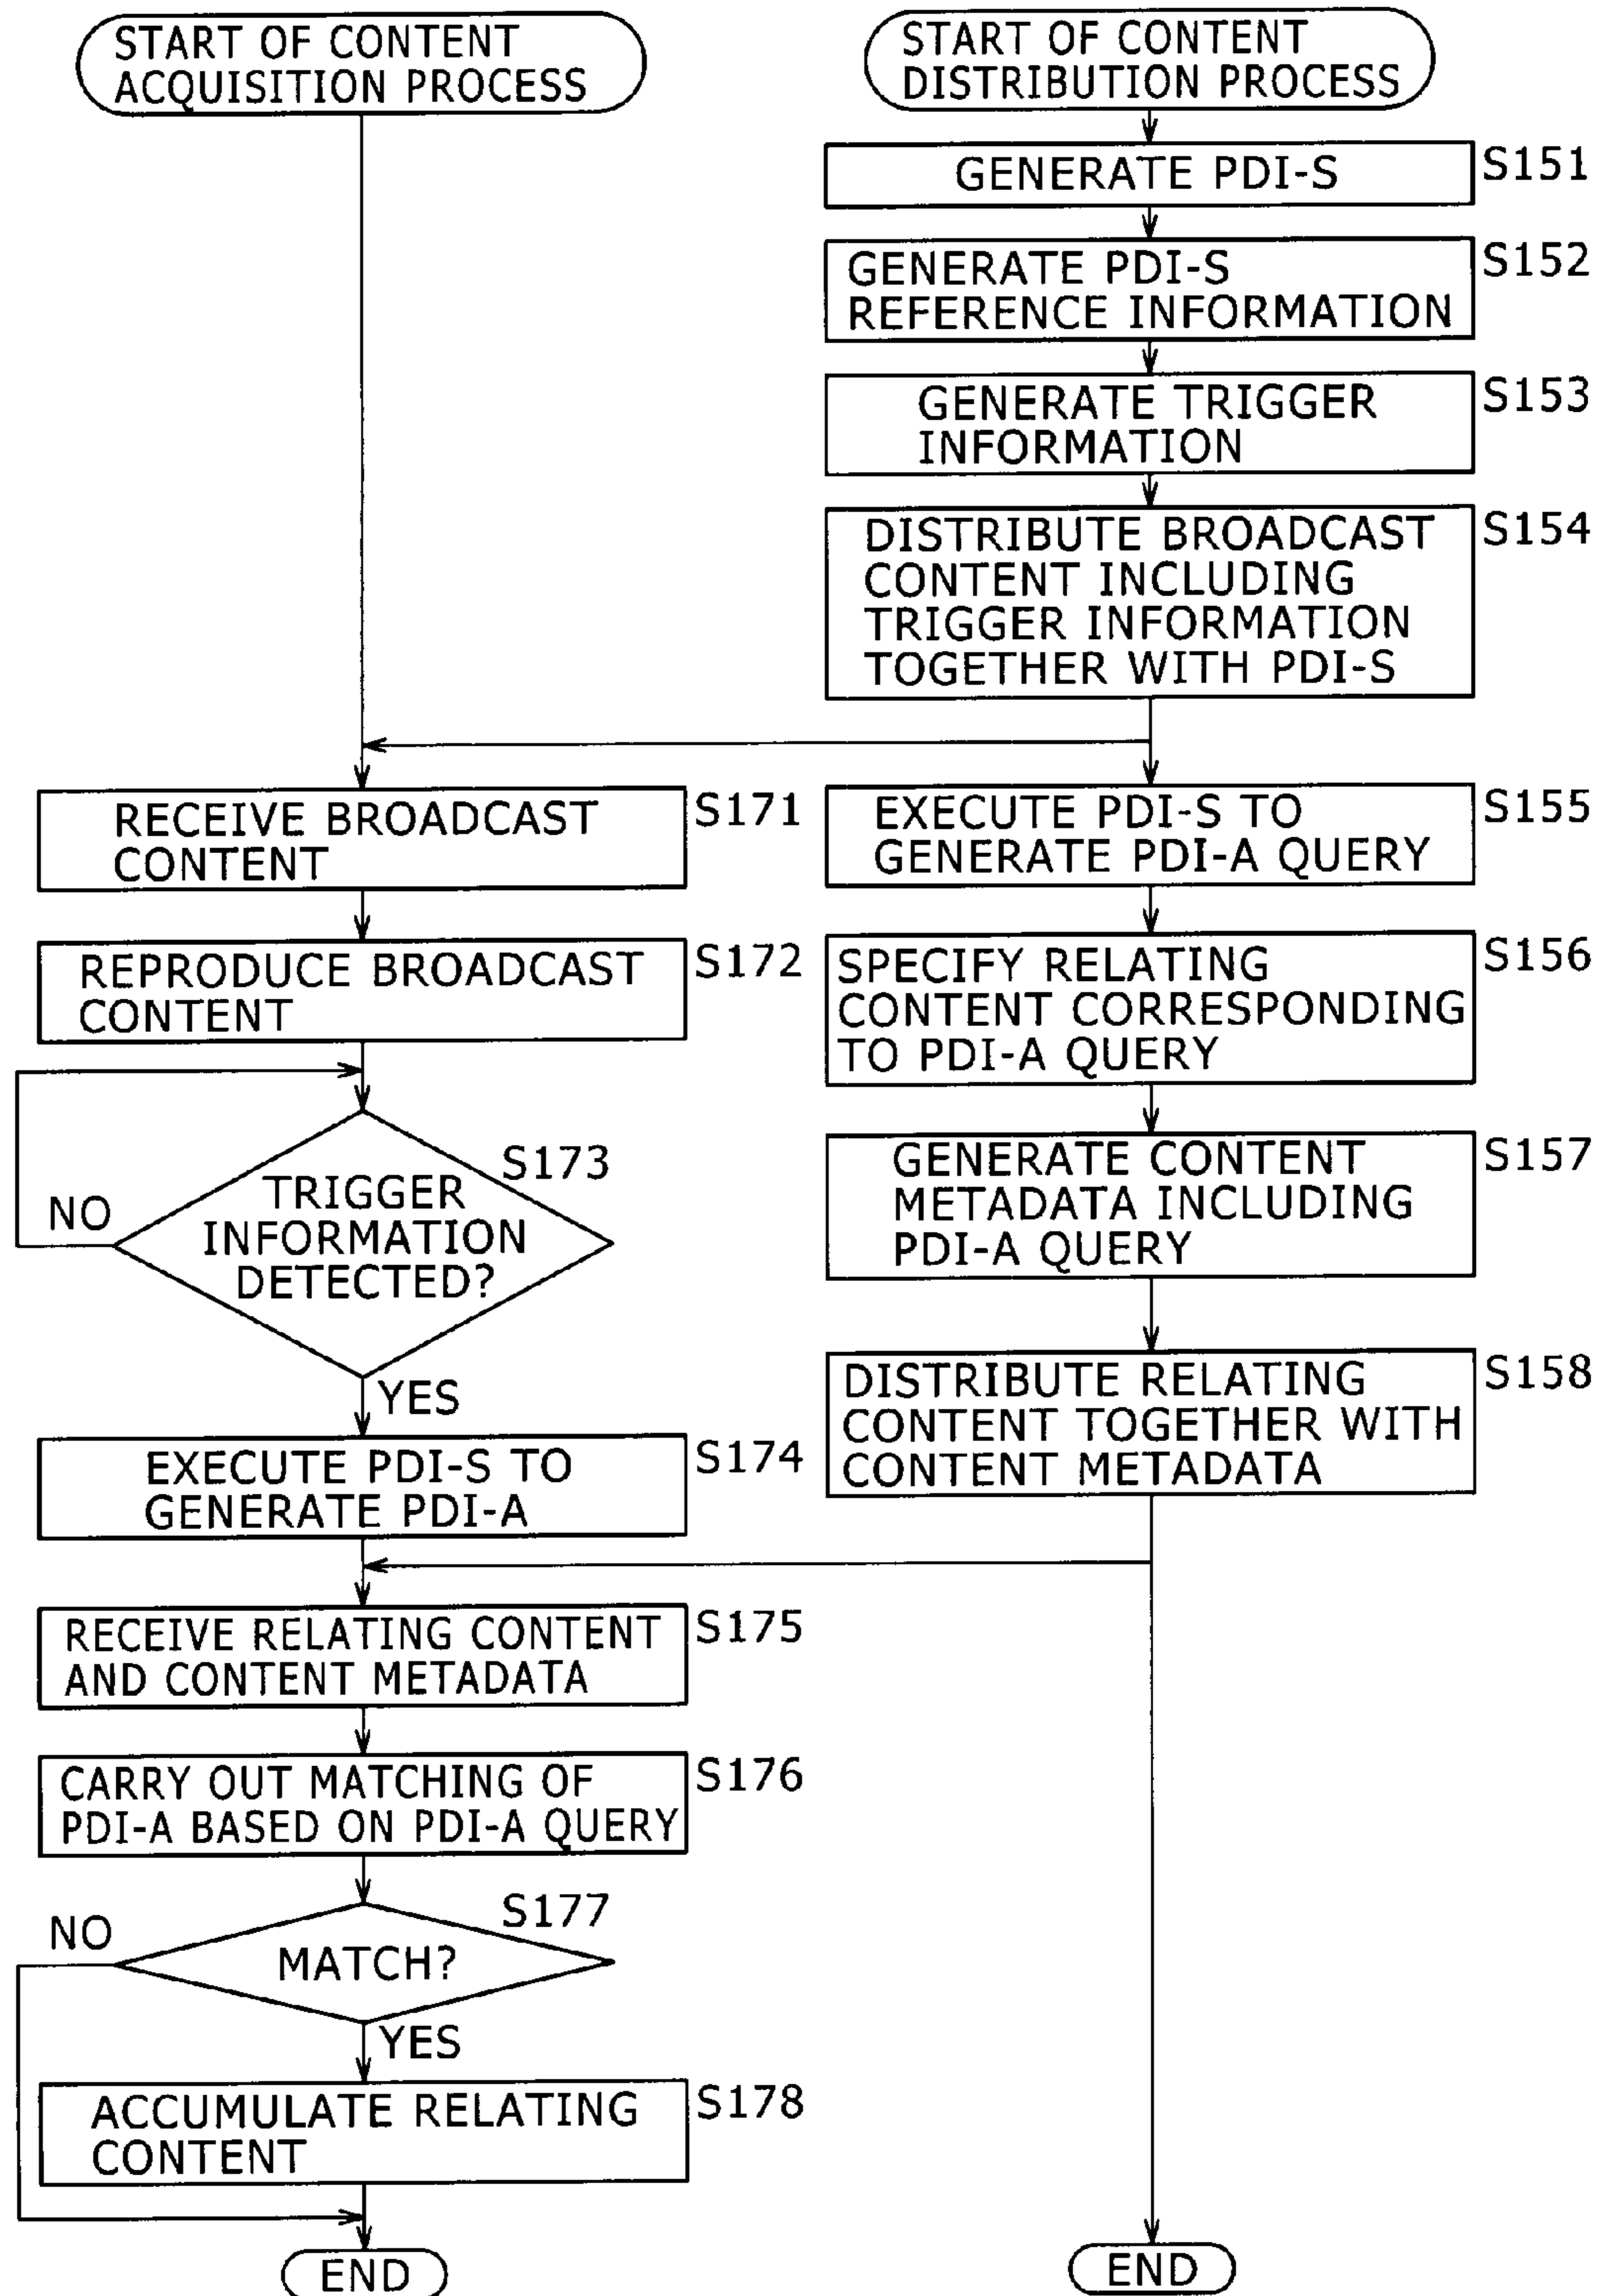 START OF CONTENT
ACQUISITION PROCESS
START OF CONTENT
DISTRIBUTION PROCESS
GENERATE PDI-S
S151
GENERATE PDI-S
REFERENCE INFORMATION
S152
GENERATE TRIGGER
INFORMATION
S153
DISTRIBUTE BROADCAST
CONTENT INCLUDING
TRIGGER INFORMATION
TOGETHER WITH PDI-S
S154
RECEIVE BROADCAST
CONTENT
S171
EXECUTE PDI-S TO
GENERATE PDI-A QUERY
S155
REPRODUCE BROADCAST
CONTENT
S172
SPECIFY RELATING
CONTENT CORRESPONDING
TO PDI-A QUERY
S156
S173
TRIGGER
INFORMATION
DETECTED?
NO
YES
GENERATE CONTENT
METADATA INCLUDING
PDI-A QUERY
S157
EXECUTE PDI-S TO
GENERATE PDI-A
S174
DISTRIBUTE RELATING
CONTENT TOGETHER WITH
CONTENT METADATA
S158
RECEIVE RELATING CONTENT
AND CONTENT METADATA
S175
CARRY OUT MATCHING OF
PDI-A BASED ON PDI-A QUERY
S176
S177
NO
MATCH?
YES
ACCUMULATE RELATING
CONTENT
S178
END
END